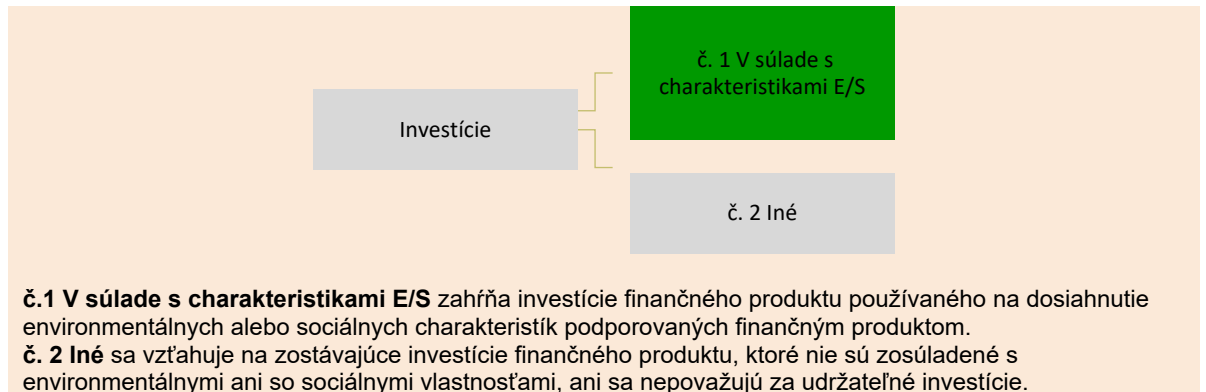 č. 1 V súlade s
charakteristikami E/S
Investície
č. 2 Iné
č.1 V súlade s charakteristikami E/S zahŕňa investície finančného produktu používaného na dosiahnutie
environmentálnych alebo sociálnych charakteristík podporovaných finančným produktom.
č. 2 Iné sa vzťahuje na zostávajúce investície finančného produktu, ktoré nie sú zosúladené s
environmentálnymi ani so sociálnymi vlastnosťami, ani sa nepovažujú za udržateľné investície.